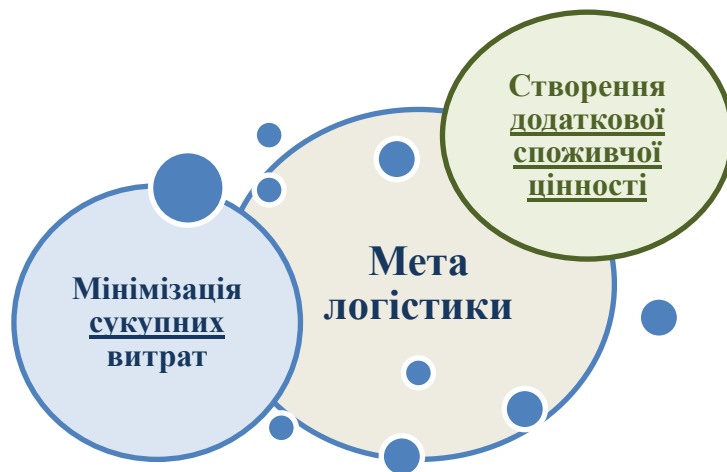 Створення
додаткової
споживчої
цінності
Мета
логістики
Мінімізація
сукупних
витрат